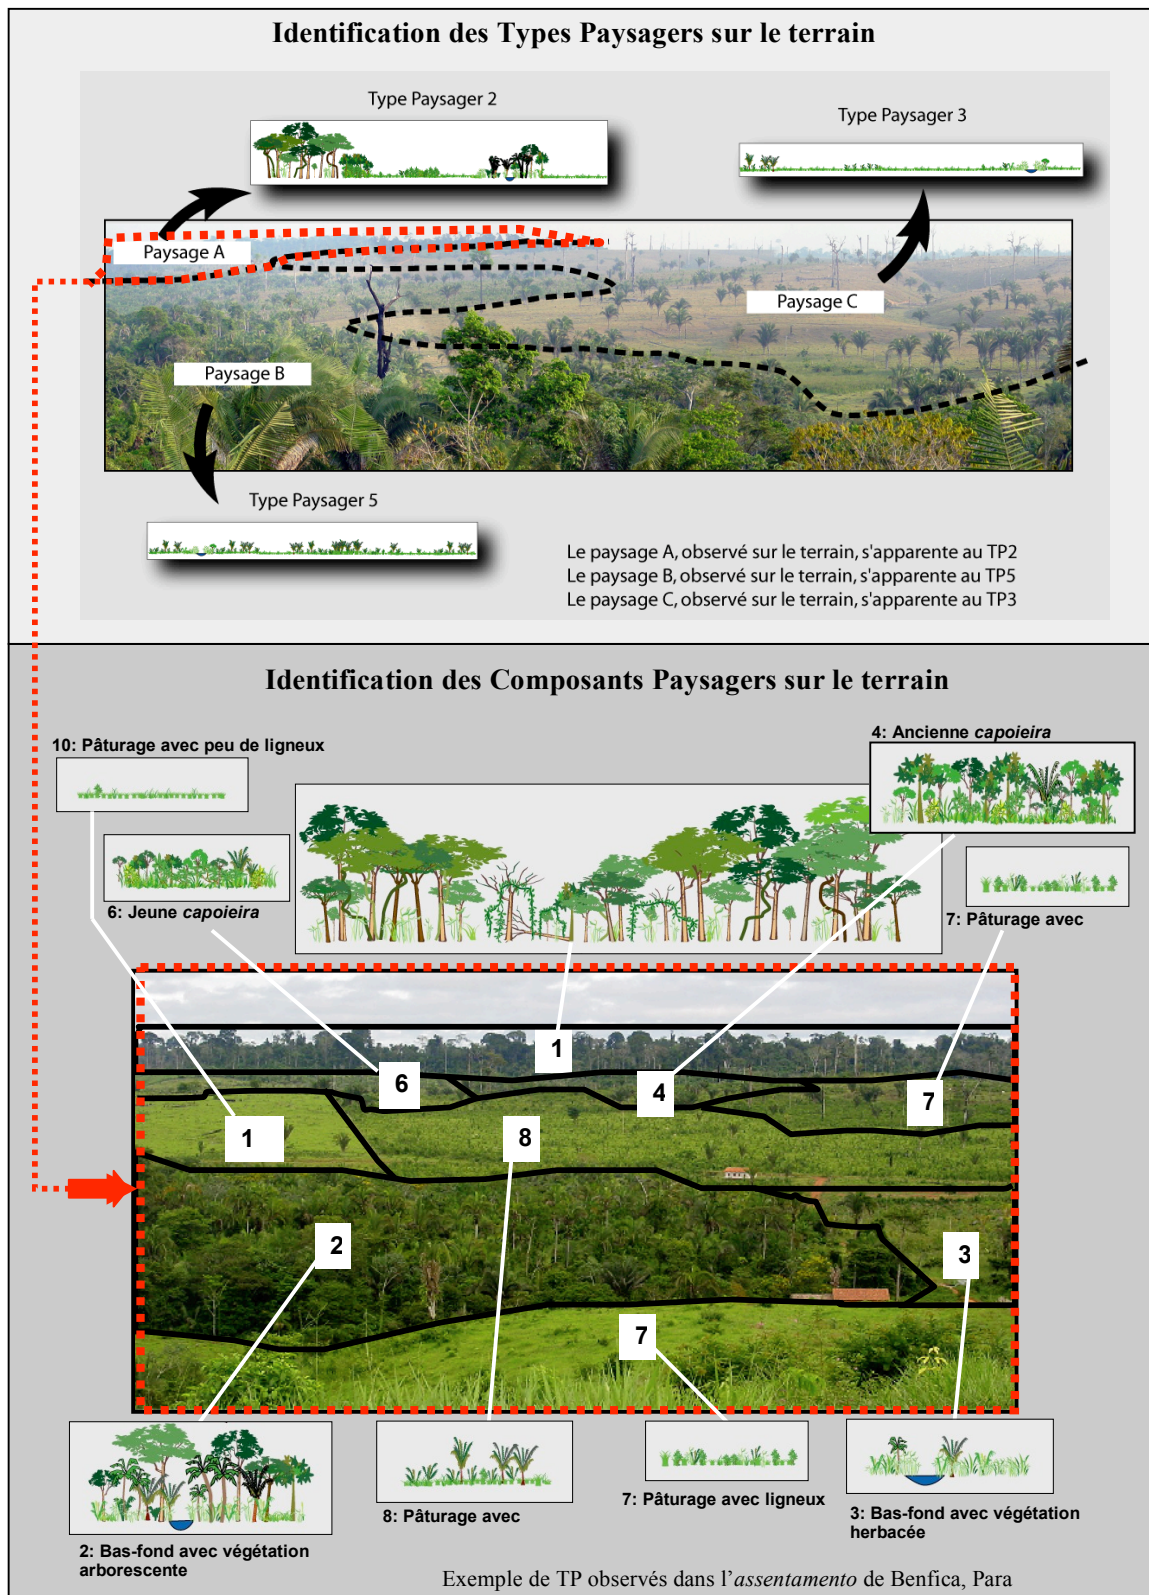 Identification des Types Paysagers sur le terrain
Type Paysager 2
Type Paysager 3
Paysage A
Paysage C
Paysage B
Type Paysager 5
Le paysage A, observé sur le terrain, s'apparente au TP2
Le paysage B, observé sur le terrain, s'apparente au TP5
Le paysage C, observé sur le terrain, s'apparente au TP3
Identification des Composants Paysagers sur le terrain
10: Pâturage avec peu de ligneux
4: Ancienne capoieira
6: Jeune capoieira
7: Pâturage avec
1
6
4
7
1
8
2
3
7
8: Pâturage avec
7: Pâturage avec ligneux
3: Bas-fond avec végétation
herbacée
2: Bas-fond avec végétation
arborescente
Exemple de TP observés dans l'assentamento de Benfica, Para